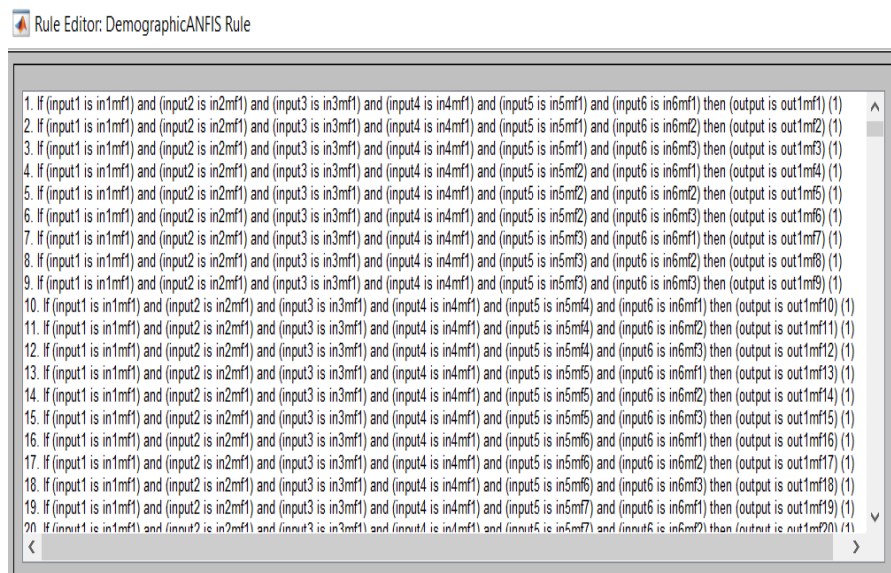 Rule Editor: DemographicANFIS Rule
1. If (input1 is in1mf1) and (input2 is in2mf1) and (input3 is in3mf1) and (input4 is in4mf1) and (input5 is in5mf1) and (input6 is in6mf1) then (output is out1mf1) (1)
2. If (input1 is in1mf1) and (input2 is in2mf1) and (input3 is in3mf1) and (input4 is in4mf1) and (input5 is in5mf1) and (input6 is in6mf2) then (output is out1mf2) (1)
3. If (input1 is in1mf1) and (input2 is in2mf1) and (input3 is in3mf1) and (input4 is in4mf1) and (input5 is in5mf1) and (input6 is in6mf3) then (output is out1mf3) (1)
4. If (input1 is in1mf1) and (input2 is in2mf1) and (input3 is in3mf1) and (input4 is in4mf1) and (input5 is in5mf2) and (input6 is in6mf1) then (output is out1mf4) (1)
5. If (input1 is in1mf1) and (input2 is in2mf1) and (input3 is in3mf1) and (input4 is in4mf1) and (input5 is in5mf2) and (input6 is in6mf2) then (output is out1mf5) (1)
6. If (input1 is in1mf1) and (input2 is in2mf1) and (input3 is in3mf1) and (input4 is in4mf1) and (input5 is in5mf2) and (input6 is in6mf3) then (output is out1mf6) (1)
7. If (input1 is in1mf1) and (input2 is in2mf1) and (input3 is in3mf1) and (input4 is in4mf1) and (input5 is in5mf3) and (input6 is in6mf1) then (output is out1mf7) (1)
8. If (input1 is in1mf1) and (input2 is in2mf1) and (input3 is in3mf1) and (input4 is in4mf1) and (input5 is in5mf3) and (input6 is in6mf2) then (output is out1mf8) (1)
9. If (input1 is in1mf1) and (input2 is in2mf1) and (input3 is in3mf1) and (input4 is in4mf1) and (input5 is in5mf3) and (input6 is in6mf3) then (output is out1mf9) (1)
10. If (input1 is in1mf1) and (input2 is in2mf1) and (input3 is in3mf1) and (input4 is in4mf1) and (input5 is in5mf4) and (input6 is in6mf1) then (output is out1mf10) (1)
11. If (input1 is in1mf1) and (input2 is in2mf1) and (input3 is in3mf1) and (input4 is in4mf1) and (input5 is in5mf4) and (input6 is in6mf2) then (output is out1mf11) (1)
12. If (input1 is in1mf1) and (input2 is in2mf1) and (input3 is in3mf1) and (input4 is in4mf1) and (input5 is in5mf4) and (input6 is in6mf3) then (output is out1mf12) (1)
13. If (input1 is in1mf1) and (input2 is in2mf1) and (input3 is in3mf1) and (input4 is in4mf1) and (input5 is in5mf5) and (input6 is in6mf1) then (output is out1mf13) (1)
14. If (input1 is in1mf1) and (input2 is in2mf1) and (input3 is in3mf1) and (input4 is in4mf1) and (input5 is in5mf5) and (input6 is in6mf2) then (output is out1mf14) (1)
15. If (input1 is in1mf1) and (input2 is in2mf1) and (input3 is in3mf1) and (input4 is in4mf1) and (input5 is in5mf5) and (input6 is in6mf3) then (output is out1mf15) (1)
16. If (input1 is in1mf1) and (input2 is in2mf1) and (input3 is in3mf1) and (input4 is in4mf1) and (input5 is in5mf6) and (input6 is in6mf1) then (output is out1mf16) (1)
17. If (input1 is in1mf1) and (input2 is in2mf1) and (input3 is in3mf1) and (input4 is in4mf1) and (input5 is in5mf6) and (input6 is in6mf2) then (output is out1mf17) (1)
18. If (input1 is in1mf1) and (input2 is in2mf1) and (input3 is in3mf1) and (input4 is in4mf1) and (input5 is in5mf6) and (input6 is in6mf3) then (output is out1mf18) (1)
19. If (input1 is in1mf1) and (input2 is in2mf1) and (input3 is in3mf1) and (input4 is in4mf1) and (input5 is in5mf7) and (input6 is in6mf1) then (output is out1mf19) (1)
20. If (input1 is in1mf1) and (input2 is in2mf1) and (input3 is in3mf1) and (input4 is in4mf1) and (input5 is in5mf7) and (input6 is in6mf2) then (output is out1mf20) (1)